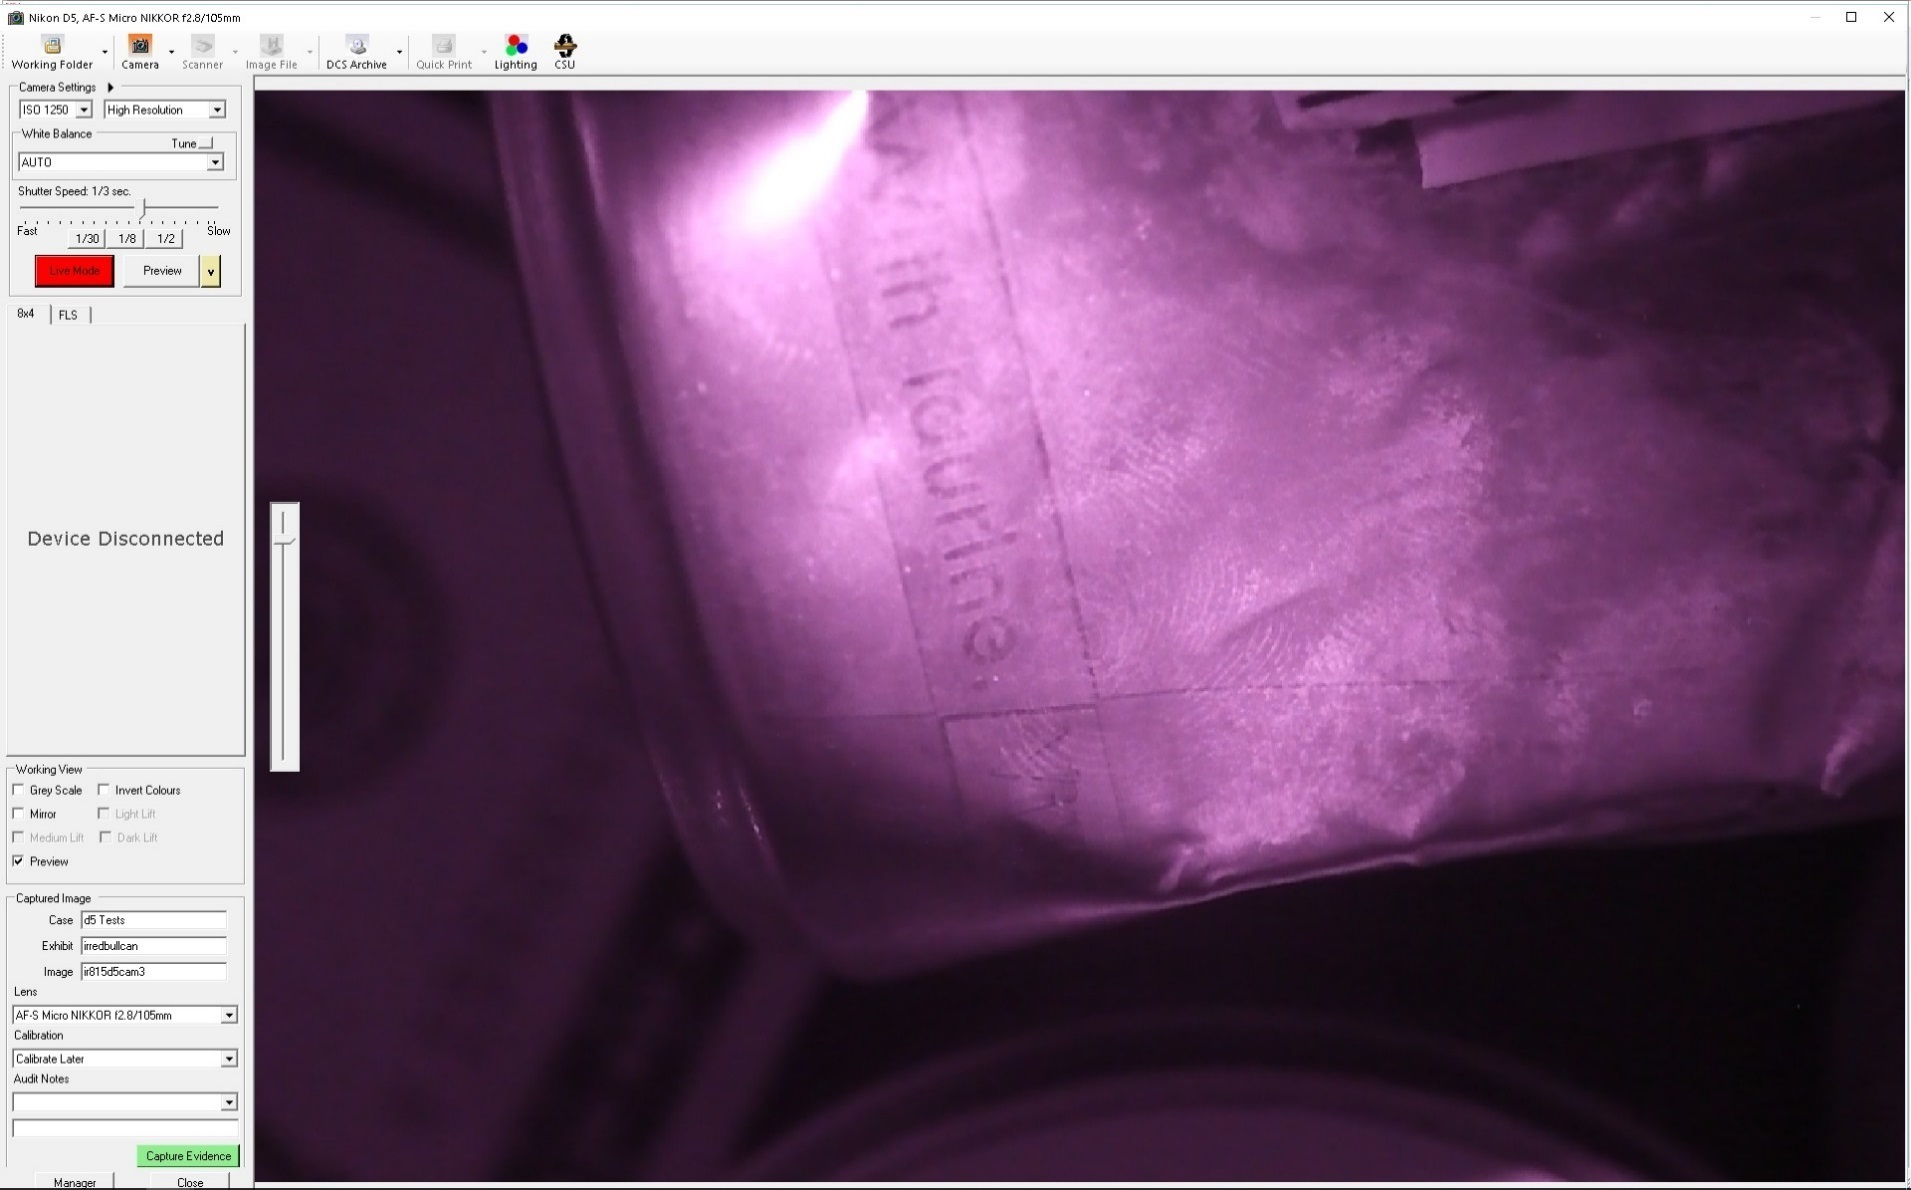 Nikon D5, AF-S Micro NIKKOR f2.8/105mm
Working Folder
Camera
Scanner
Image File
DCS Archive
Quick Print
Lighting
CSU
Camera Settings
ISO 1250
High Resolution
White Balance
Tune
AUTO
Shutter Speed: 1/3 sec.
Fast
Slow
1/30
1/8
1/2
Live Mode
Preview
v
8x4
FLS
Device Disconnected
Working View
Grey Scale
Invert Colours
Mirror
Light Lift
Medium Lift
Dark Lift
Preview
Captured Image
Case
d5 Tests
Exhibit
irredbullcan
Image
ir815d5cam3
Lens
AF-S Micro NIKKOR f2.8/105mm
Calibration
Calibrate Later
Audit Notes
Capture Evidence
Manager
Close
With Taurine.